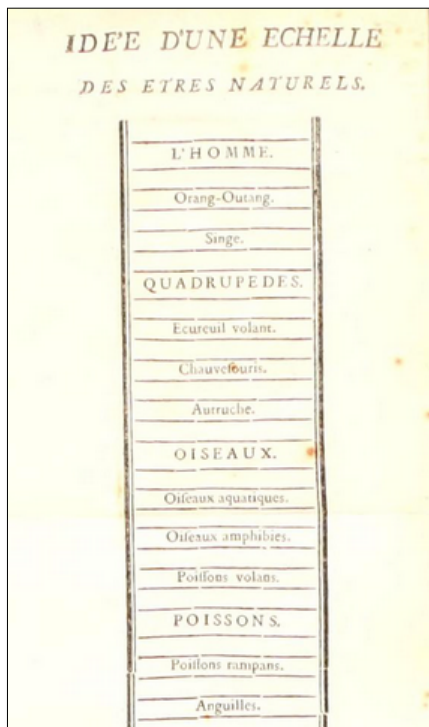 IDE'E D'UNE ECHELLE
DES ETRES NATURELS.
L'HOMME.
Orang-Outang.
Singe.
QUADRUPEDES.
Ecureuil volant.
Chauveſouris.
Autruche.
OISEAUX.
Oiſeaux aquatiques.
Oiſeaux amphibies.
Poiſſons volans.
POISSONS.
Poiſſons rampans.
Anguilles.